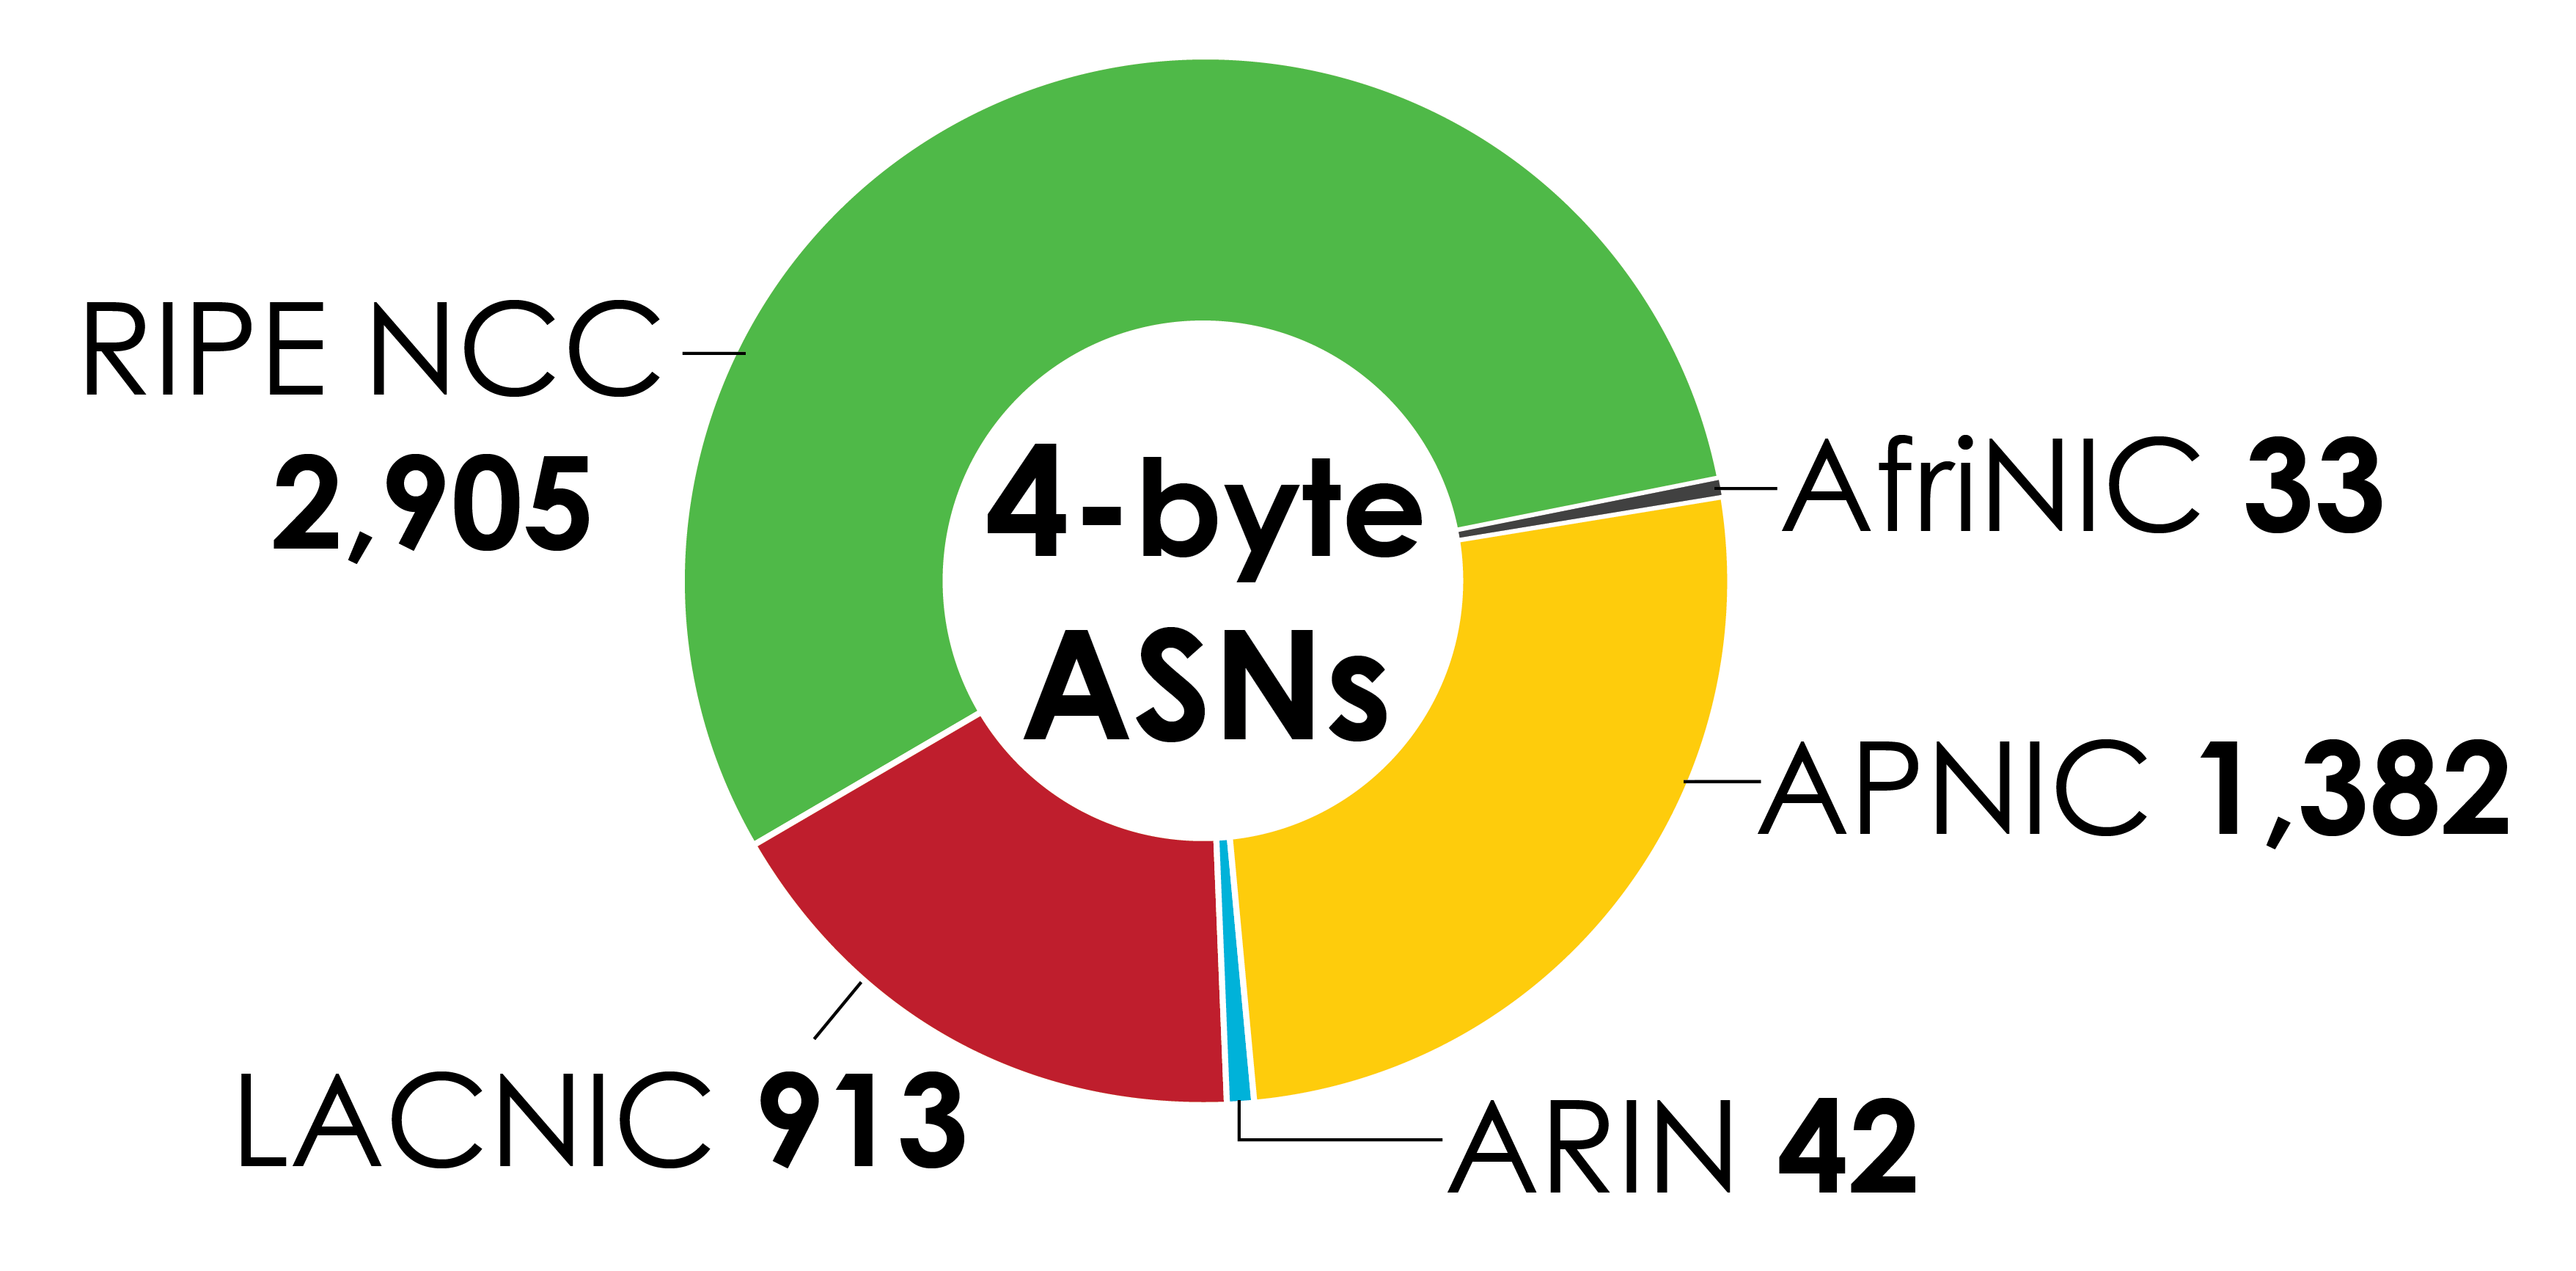 RIPE NCC
2,905
4-byte
ASNs
AfriNIC 33
APNIC 1,382
LACNIC 913
ARIN 42